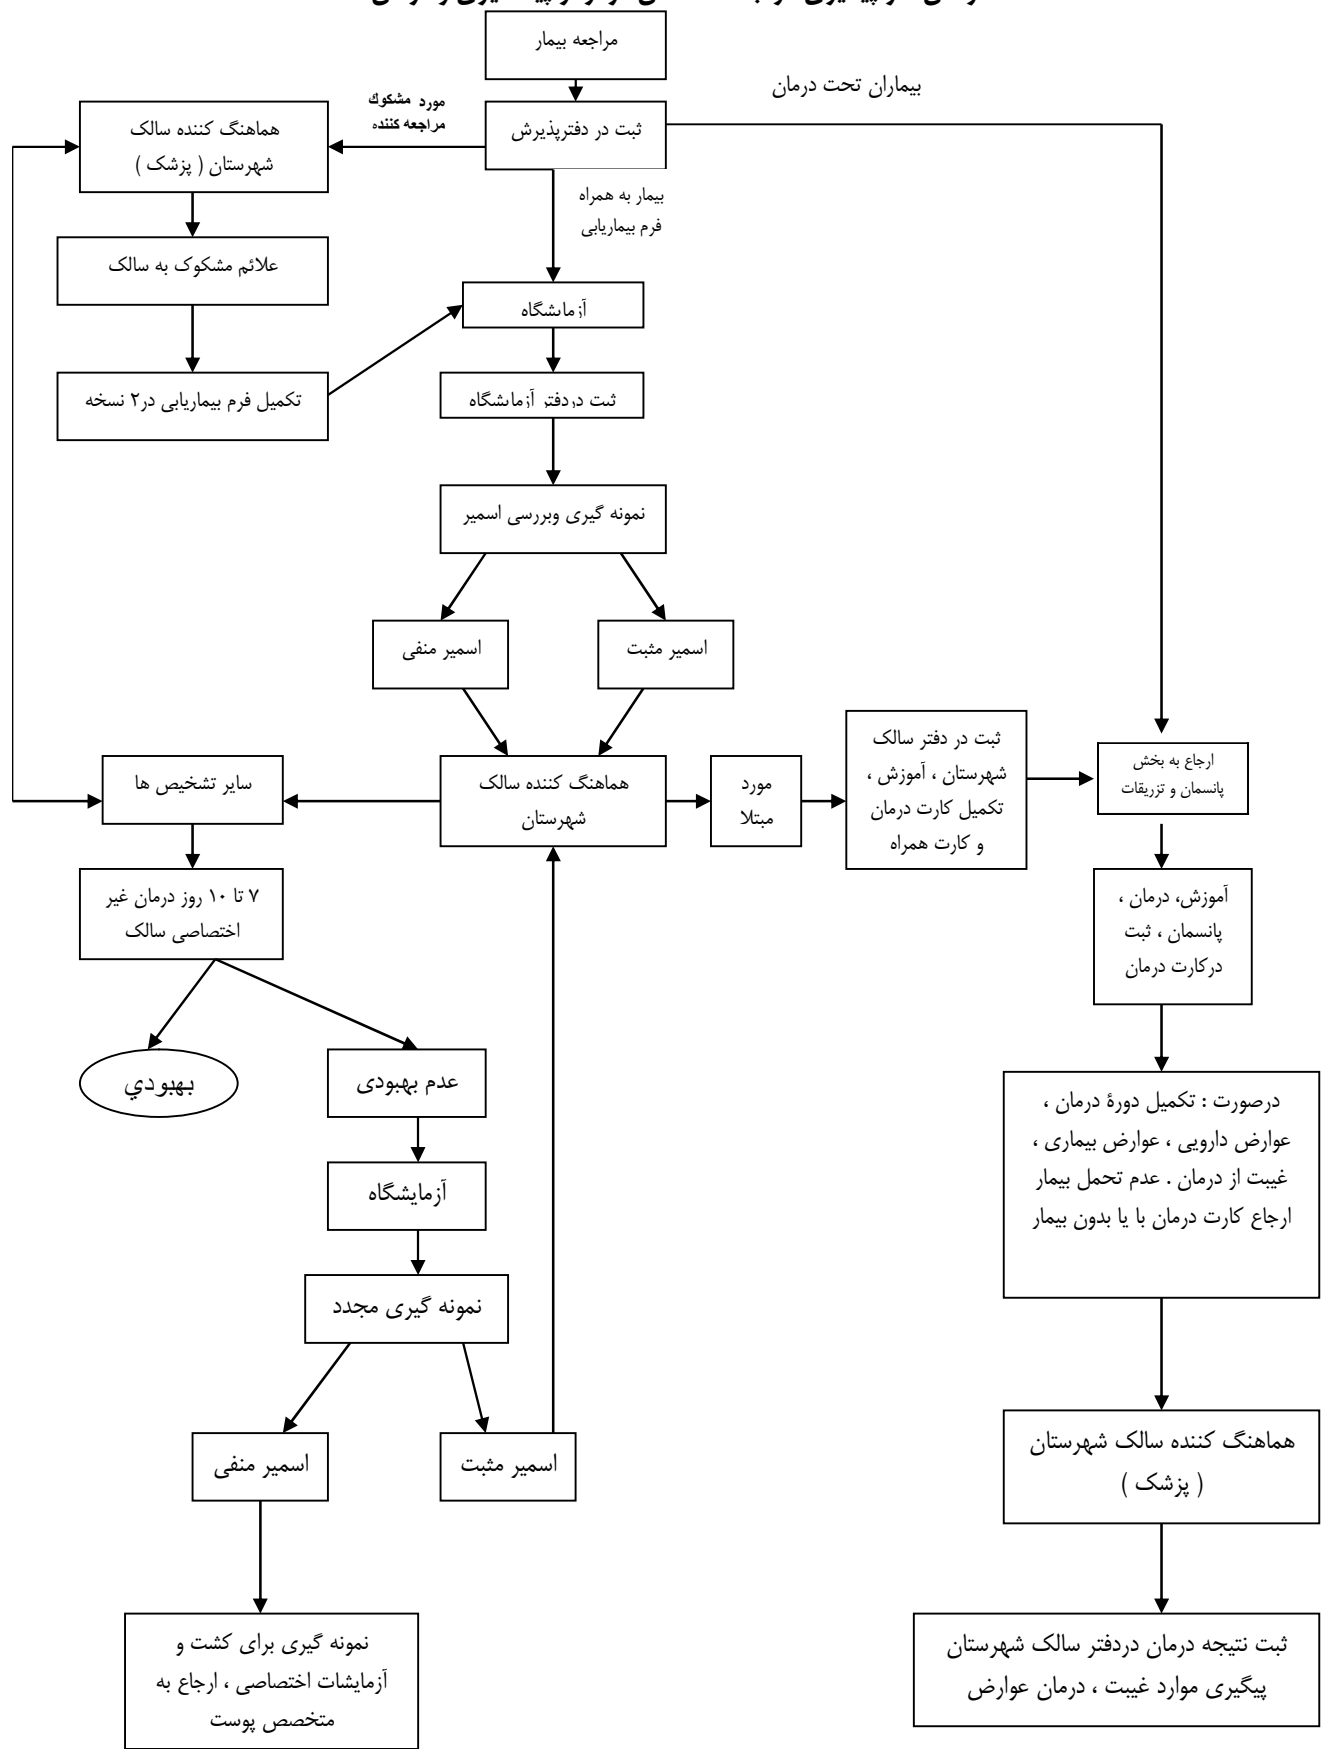 مراجعه بیمار
بیماران تحت درمان
مورد مشکوك
مراجعه کننده
ثبت در دفترپذیرش
هماهنگ کننده سالک
شهرستان ( پزشک )
بیمار به همراه
فرم بیماریابی
علائم مشکوک به سالک
آزمایشگاه
تکمیل فرم بیماریابی در۲ نسخه
ثبت دردفتر آزمایشگاه
نمونه گیری وبررسی اسمیر
اسمیر مثبت
اسمیر منفی
ثبت در دفتر سالک
شهرستان ، آموزش ،
تکمیل کارت درمان
و کارت همراه
ارجاع به بخش
پانسمان و تزریقات
مورد
مبتلا
هماهنگ کننده سالک
شهرستان
سایر تشخیص ها
۷ تا ۱۰ روز درمان غیر
اختصاصی سالک
آموزش، درمان ،
پانسمان ، ثبت
درکارت درمان
عدم بهبودی
بهبودي
درصورت : تکمیل دورۀ درمان ،
عوارض دارویی ، عوارض بیماری ،
غیبت از درمان . عدم تحمل بیمار
ارجاع کارت درمان با یا بدون بیمار
آزمایشگاه
نمونه گیری مجدد
اسمیر مثبت
اسمیر منفی
هماهنگ کننده سالک شهرستان
( پزشک )
نمونه گیری برای کشت و
آزمایشات اختصاصی ، ارجاع به
متخصص پوست
ثبت نتیجه درمان دردفتر سالک شهرستان
پیگیری موارد غیبت ، درمان عوارض